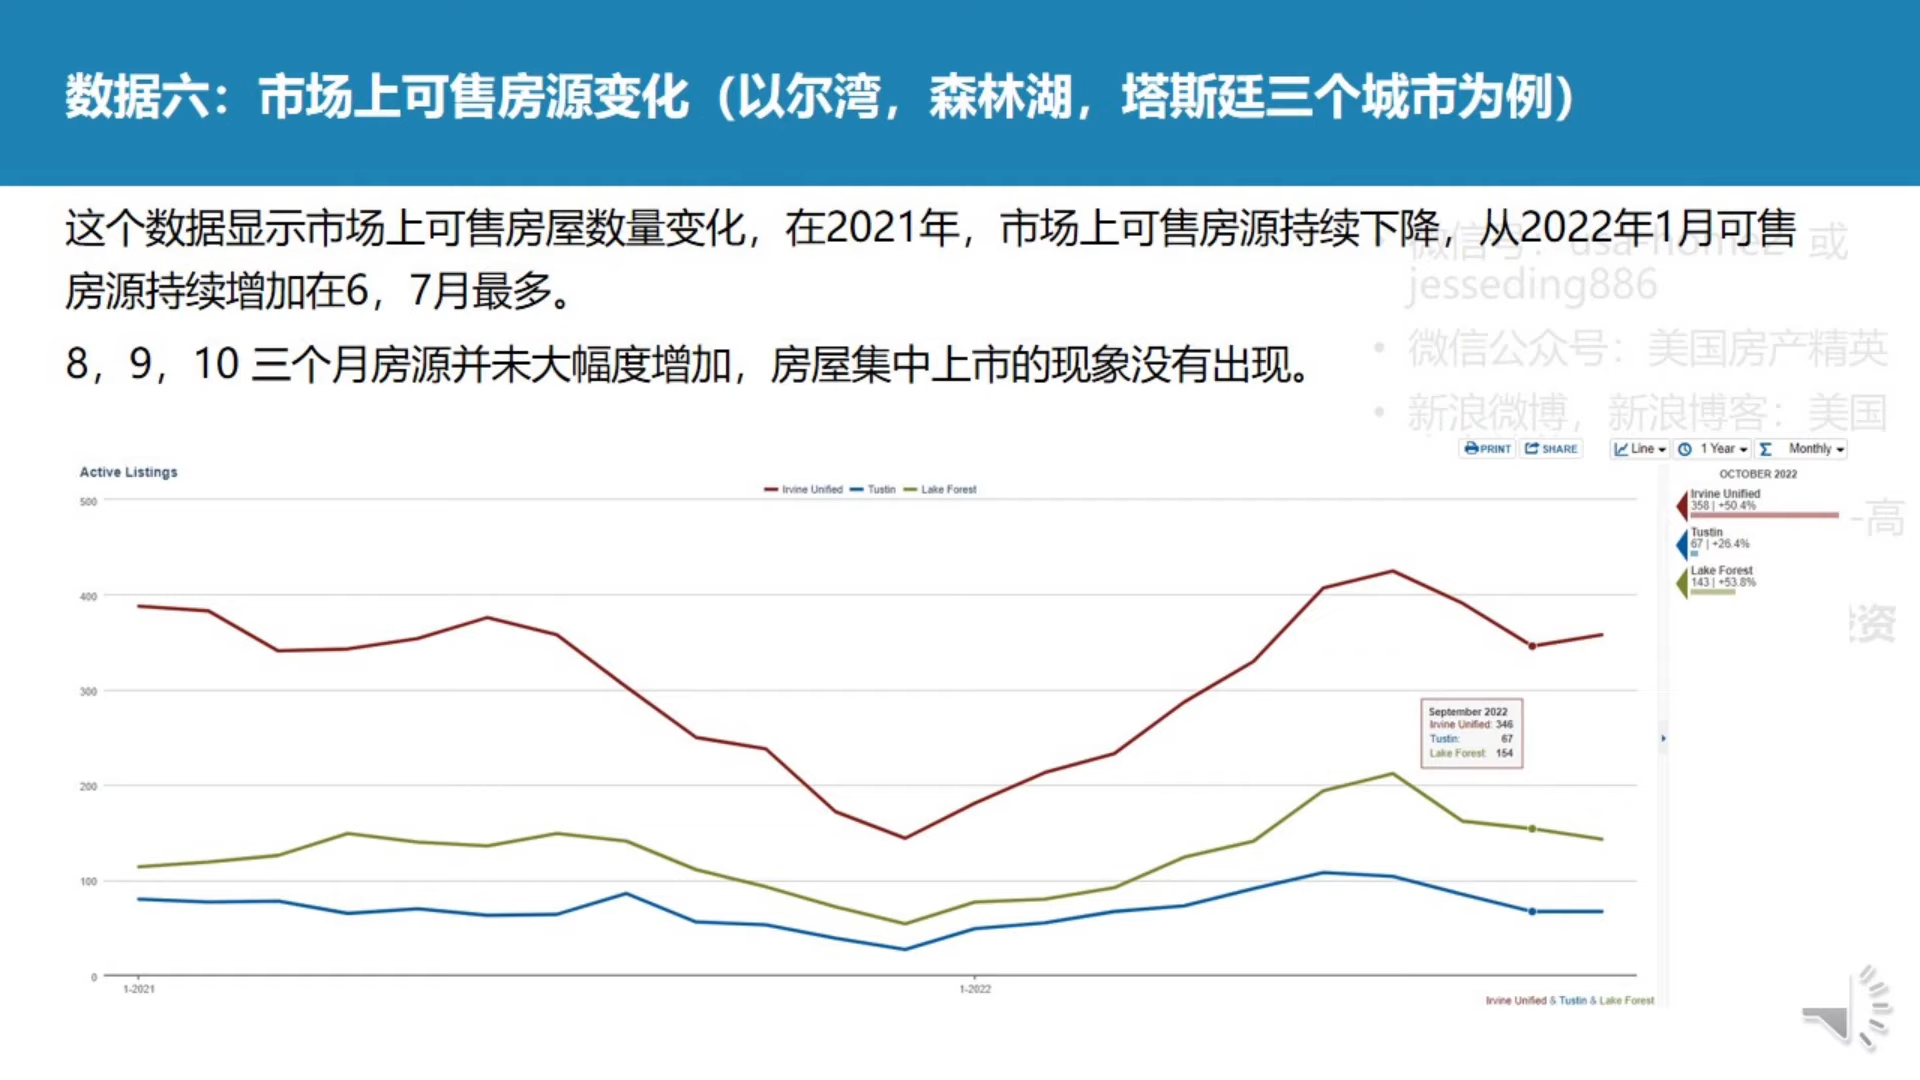 数据六：市场上可售房源变化（以尔湾，森林湖，塔斯廷三个城市为例）
这个数据显示市场上可售房屋数量变化，在2021年，市场上可售房源持续下降，从2022年1月可售
房源持续增加在6，7月最多。
8，9，10 三个月房源并未大幅度增加，房屋集中上市的现象没有出现。
微信号：usa-home2 或
jesseding886
• 微信公众号：美国房产精英
• 新浪微博，新浪博客：美国
-高
资
PRINT SHARE Line 1 Year Monthly
Active Listings
Irvine Unified Tustin Lake Forest
500
400
300
200
100
0
1-2021
1-2022
September 2022
Irvine Unified: 346
Tustin: 67
Lake Forest: 154
OCTOBER 2022
Irvine Unified
358 | +50.4%
Tustin
67 | +26.4%
Lake Forest
143 | +53.8%
Irvine Unified & Tustin & Lake Forest